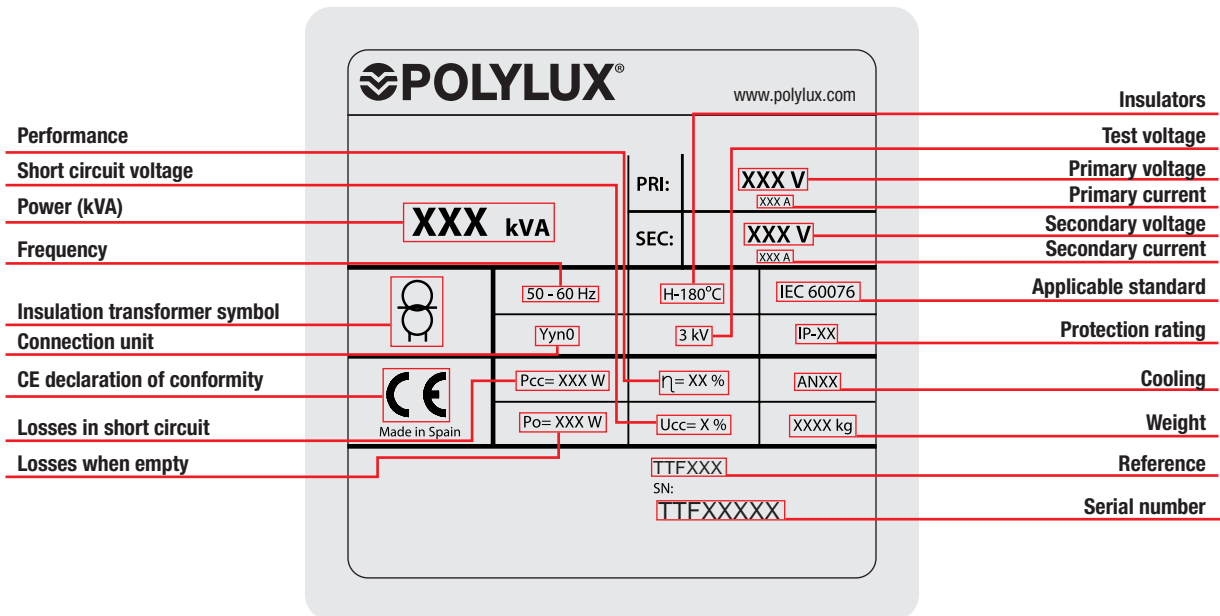 POLYLUX®
www.polylux.com
Performance
Short circuit voltage
Power (kVA)
Frequency
Insulation transformer symbol
Connection unit
CE declaration of conformity
Losses in short circuit
Losses when empty
XXX kVA
PRI:
XXX V
XXX A
SEC:
XXX V
XXX A
50 - 60 Hz
H-180°C
IEC 60076
Yyn0
3 kV
IP-XX
CE
Made in Spain
Pcc= XXX W
η= XX %
ANXX
Po= XXX W
Ucc= X %
XXXX kg
TTFXXX
SN:
TTFXXXXX
Insulators
Test voltage
Primary voltage
Primary current
Secondary voltage
Secondary current
Applicable standard
Protection rating
Cooling
Weight
Reference
Serial number